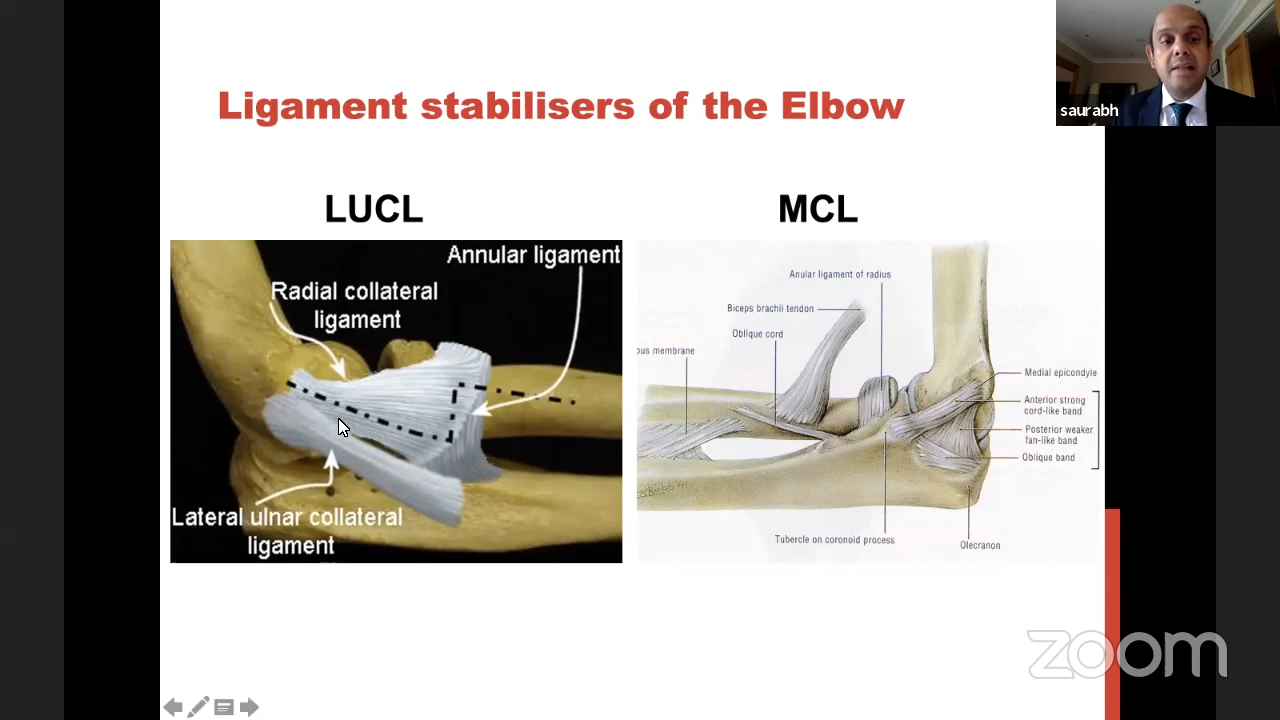 saurabh
Ligament stabilisers of the Elbow
LUCL
MCL
Annular ligament
Radial collateral
ligament
Lateral ulnar collateral
ligament
Anular ligament of radius
Biceps brachii tendon
Oblique cord
ous membrane
Medial epicondyle
Anterior strong
cord-like band
Posterior weaker
fan-like band
Oblique band
Tubercle on coronoid process
Olecranon
zoom